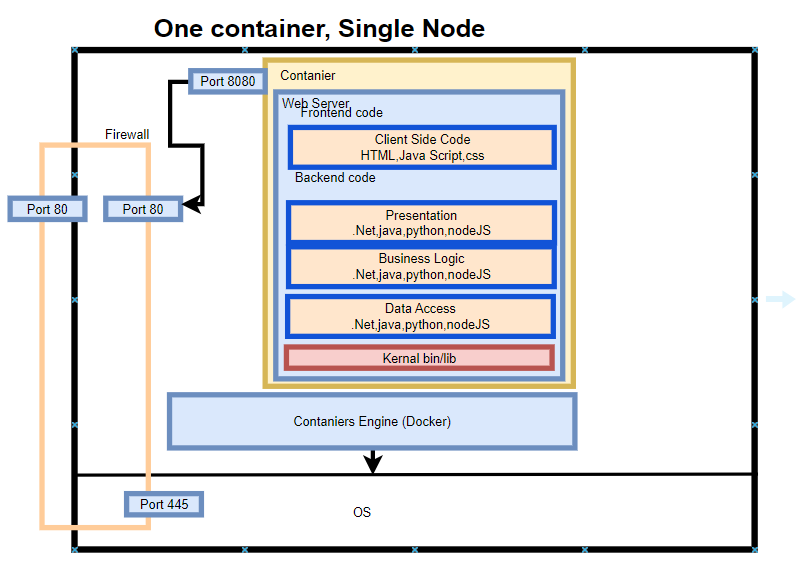 One container, Single Node
Port 8080
Contanier
Web Server
Frontend code
Firewall
Client Side Code
HTML,Java Script,css
Backend code
Port 80
Port 80
Presentation
.Net,java,python,nodeJS
Business Logic
.Net,java,python,nodeJS
Data Access
.Net,java,python,nodeJS
Kernal bin/lib
Contaniers Engine (Docker)
Port 445
OS